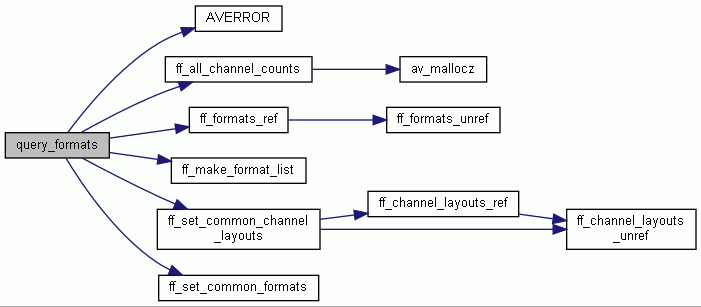 AVERROR
ff_all_channel_counts
av_mallocz
ff_formats_ref
ff_formats_unref
query_formats
ff_make_format_list
ff_channel_layouts_ref
ff_set_common_channel
_layouts
ff_channel_layouts
_unref
ff_set_common_formats